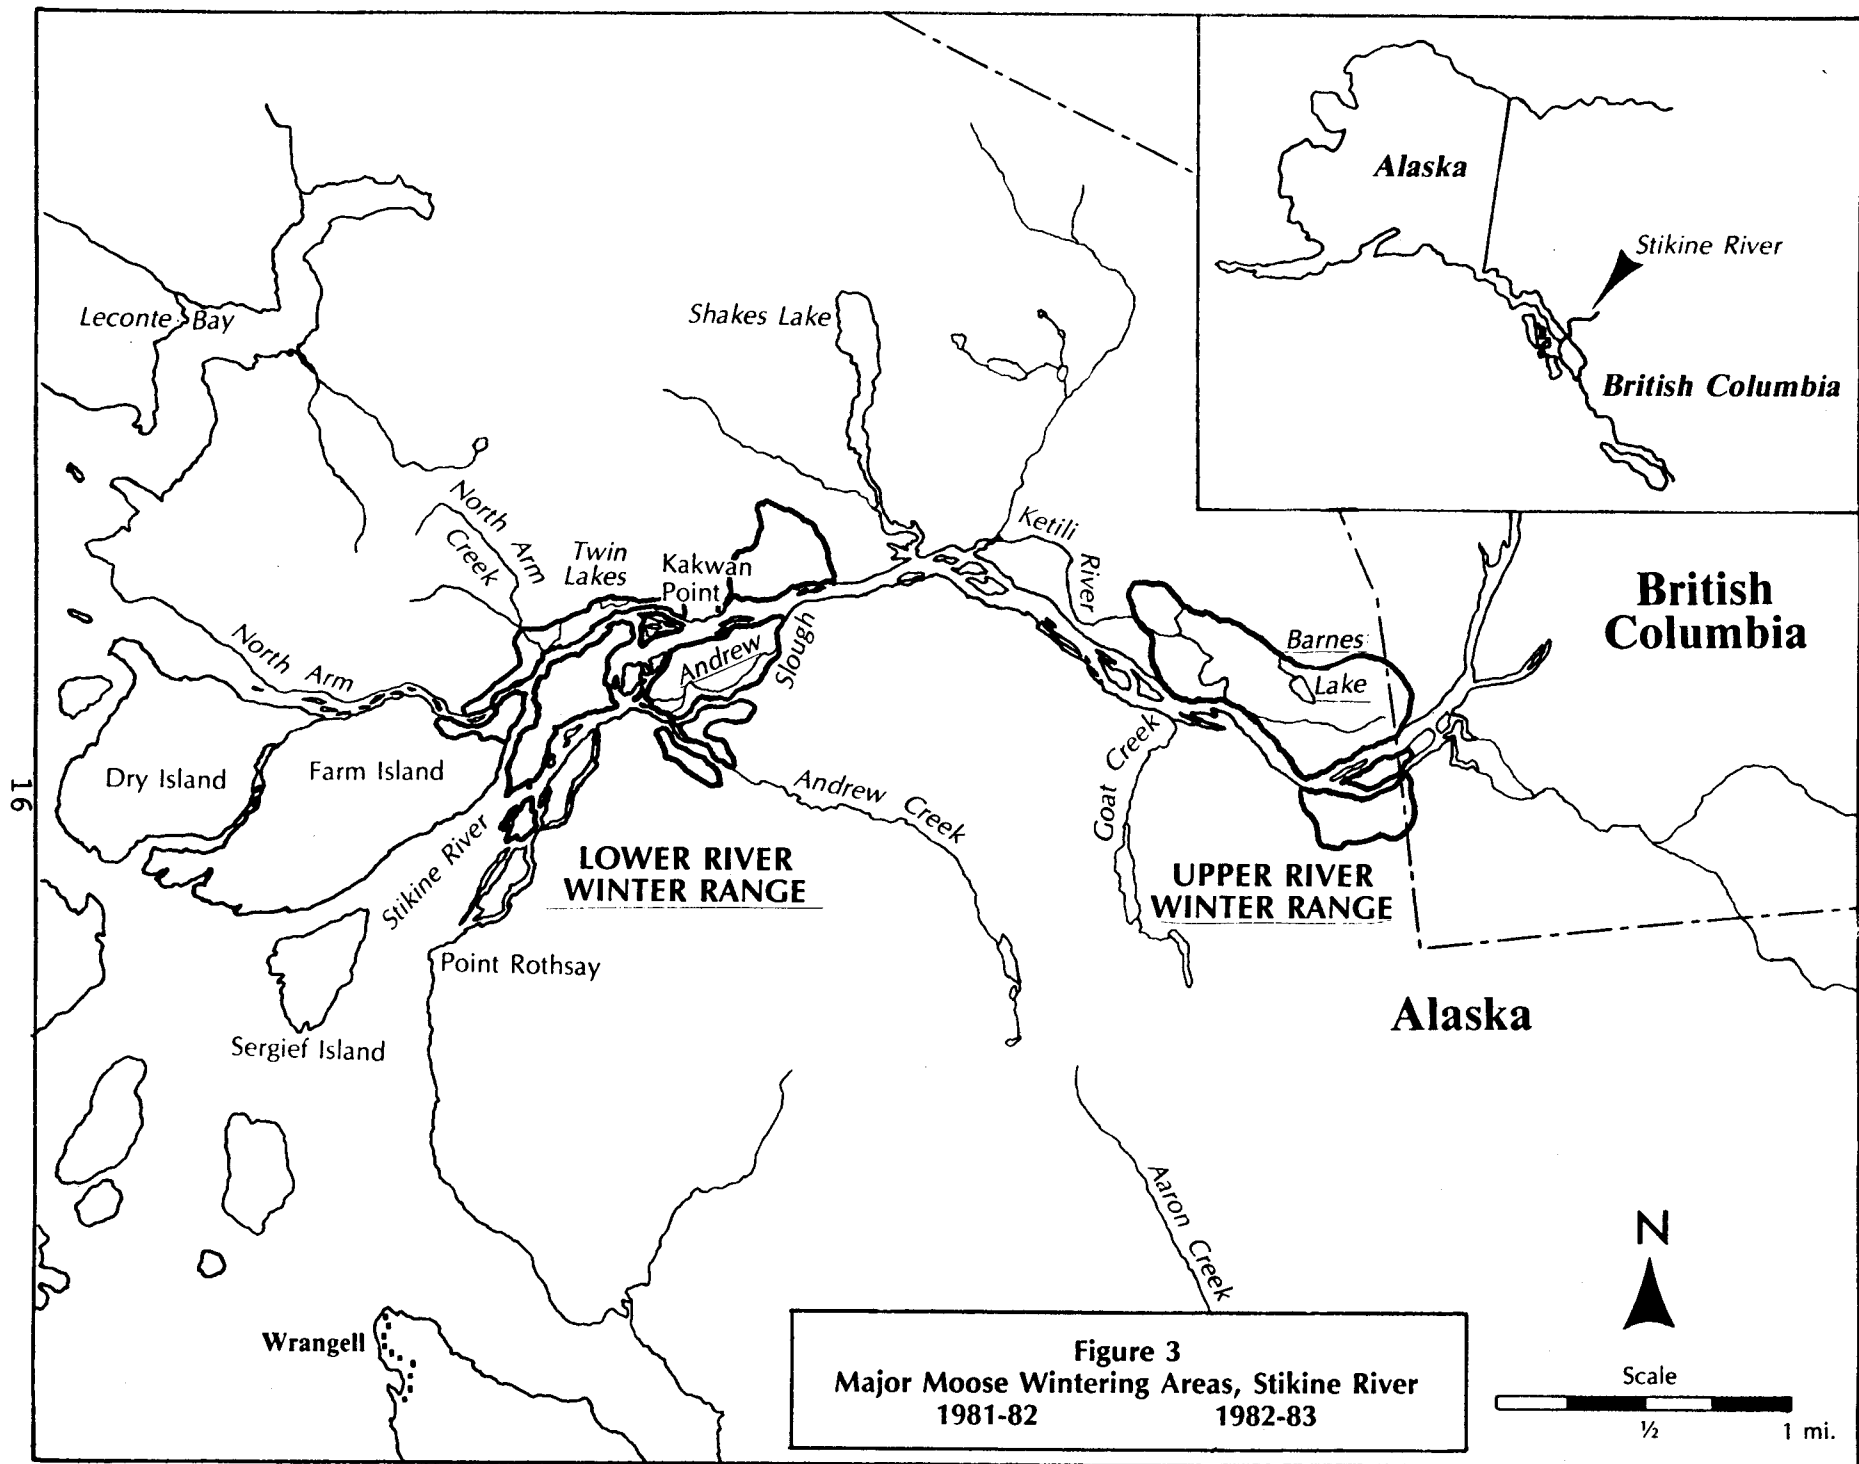 Alaska
Stikine River
British Columbia
Leconte Bay
Shakes Lake
North Arm
Creek
Twin
Lakes
Kakwan
Point
Ketili
River
British
Columbia
North Arm
Andrew
Slough
Barnes
Lake
Dry Island
Farm Island
Stikine River
Andrew Creek
Goat Creek
LOWER RIVER
WINTER RANGE
UPPER RIVER
WINTER RANGE
16
Point Rothsay
Alaska
Sergief Island
Aaron Creek
N
Wrangell
Figure 3
Major Moose Wintering Areas, Stikine River
1981-82 1982-83
Scale
½ 1 mi.